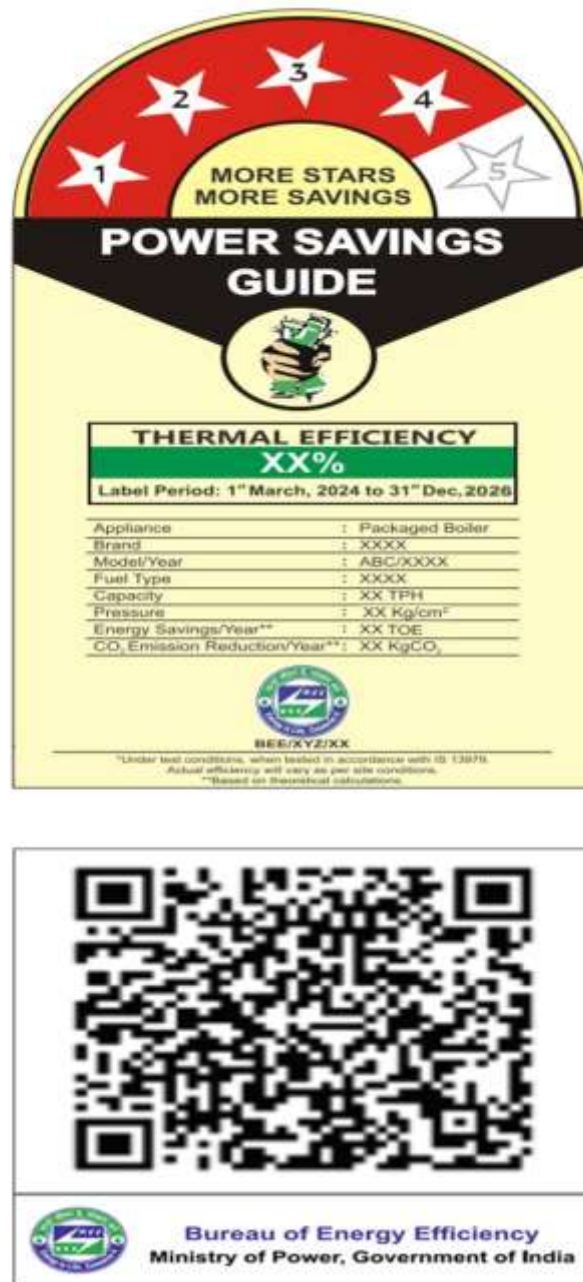 1
2
3
4
5
MORE STARS
MORE SAVINGS
POWER SAVINGS
GUIDE
THERMAL EFFICIENCY
XX%
Label Period: 1st March, 2024 to 31st Dec, 2026
Appliance : Packaged Boiler
Brand : XXXX
Model/Year : ABC/XXXX
Fuel Type : XXXX
Capacity : XX TPH
Pressure : XX Kg/cm²
Energy Savings/Year** : XX TOE
CO₂ Emission Reduction/Year**: XX KgCO₂
BEE
BEE/XYZ/XX
*Under test conditions, when tested in accordance with IS 13979.
Actual efficiency will vary as per site conditions.
**Based on theoretical calculations.
Bureau of Energy Efficiency
Ministry of Power, Government of India